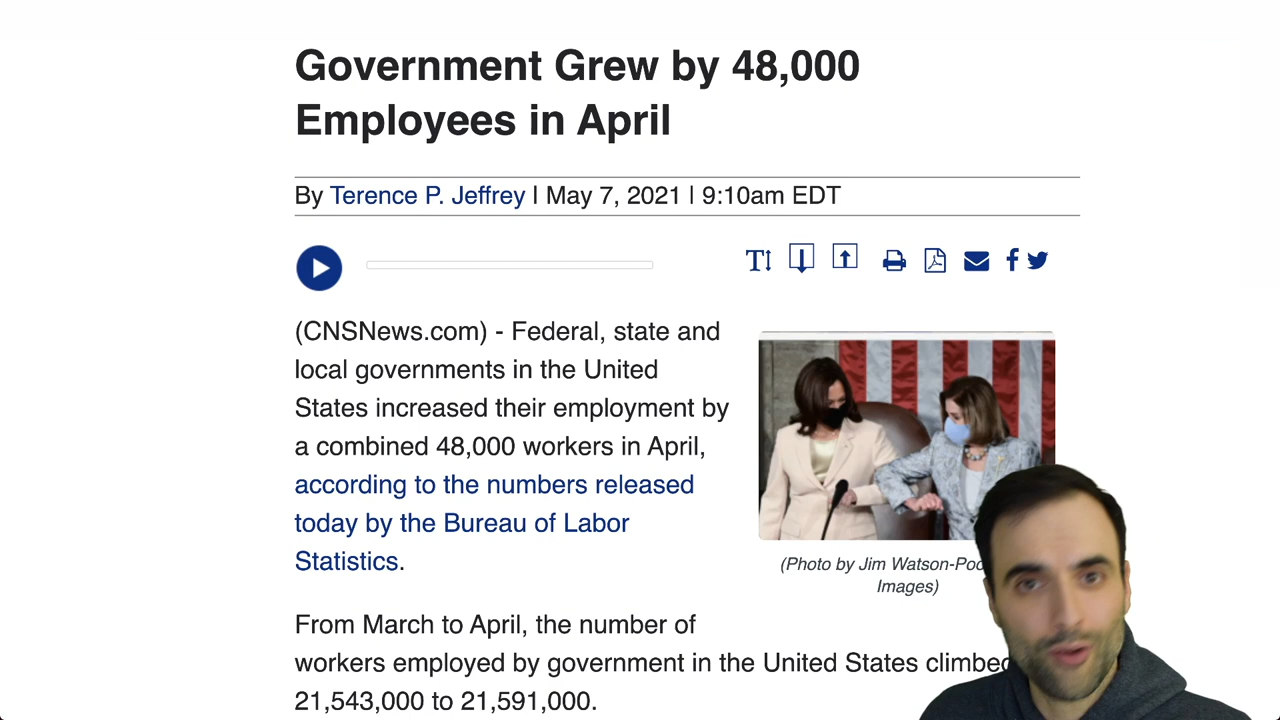 Government Grew by 48,000
Employees in April
By Terence P. Jeffrey | May 7, 2021 | 9:10am EDT
(CNSNews.com) - Federal, state and
local governments in the United
States increased their employment by
a combined 48,000 workers in April,
according to the numbers released
today by the Bureau of Labor
Statistics.
(Photo by Jim Watson-
Images)
From March to April, the number of
workers employed by government in the United States climbed
21,543,000 to 21,591,000.